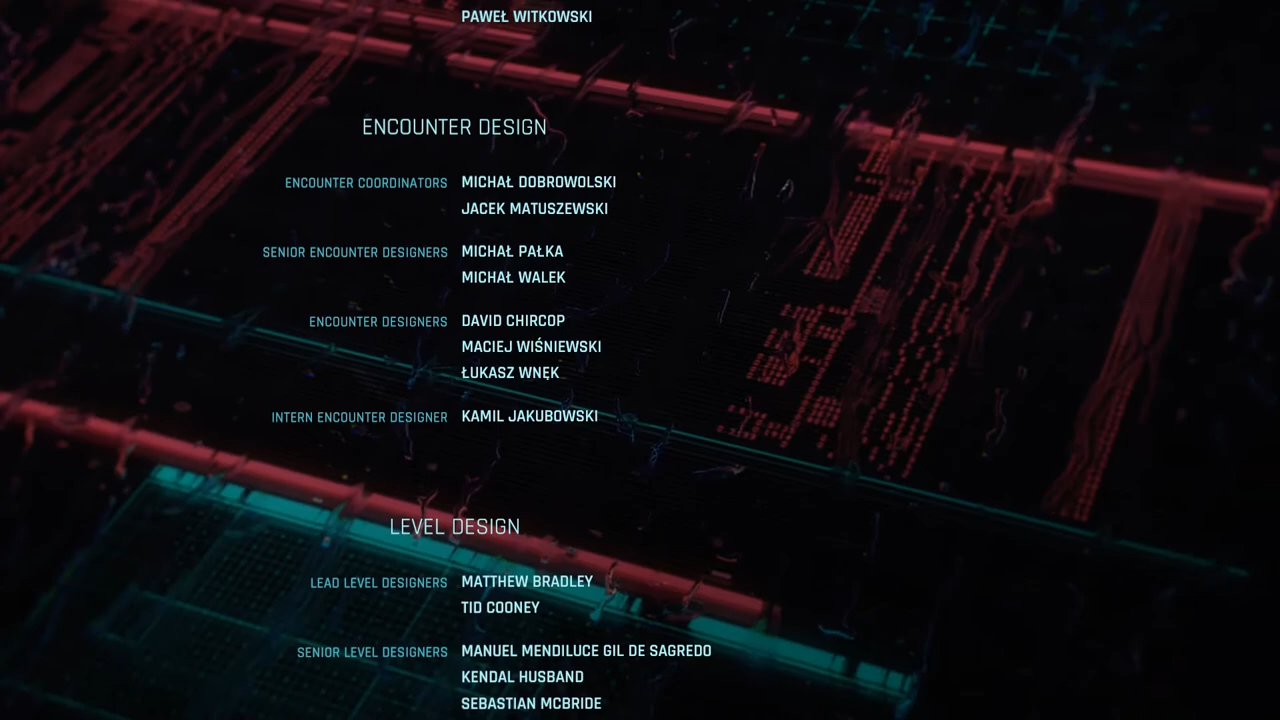 PAWEŁ WITKOWSKI
ENCOUNTER DESIGN
ENCOUNTER COORDINATORS MICHAŁ DOBROWOLSKI
JACEK MATUSZEWSKI
SENIOR ENCOUNTER DESIGNERS MICHAŁ PAŁKA
MICHAŁ WALEK
ENCOUNTER DESIGNERS DAVID CHIRCOP
MACIEJ WIŚNIEWSKI
ŁUKASZ WNĘK
INTERN ENCOUNTER DESIGNER KAMIL JAKUBOWSKI
LEVEL DESIGN
LEAD LEVEL DESIGNERS MATTHEW BRADLEY
TID COONEY
SENIOR LEVEL DESIGNERS MANUEL MENDILUCE GIL DE SAGREDO
KENDAL HUSBAND
SEBASTIAN MCBRIDE